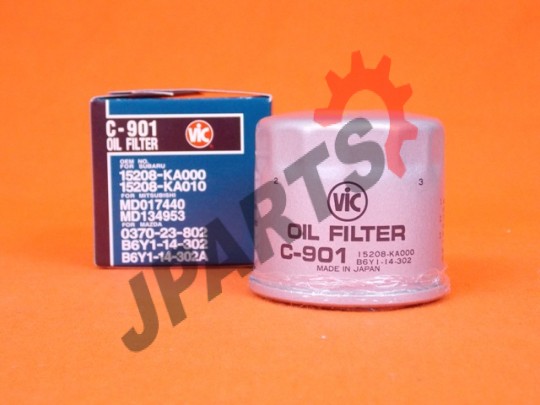 C-901
OIL FILTER
VIC
OEM NO.
FOR SUBARU
15208-KA000
15208-KA010
FOR MITSUBISHI
MD017440
MD134953
FOR MAZDA
0370-23-802
B6Y1-14-302
B6Y1-14-302A
2
3
VIC
OIL FILTER
C-901
15208-KA000
B6Y1-14-302
MADE IN JAPAN
JPARTS